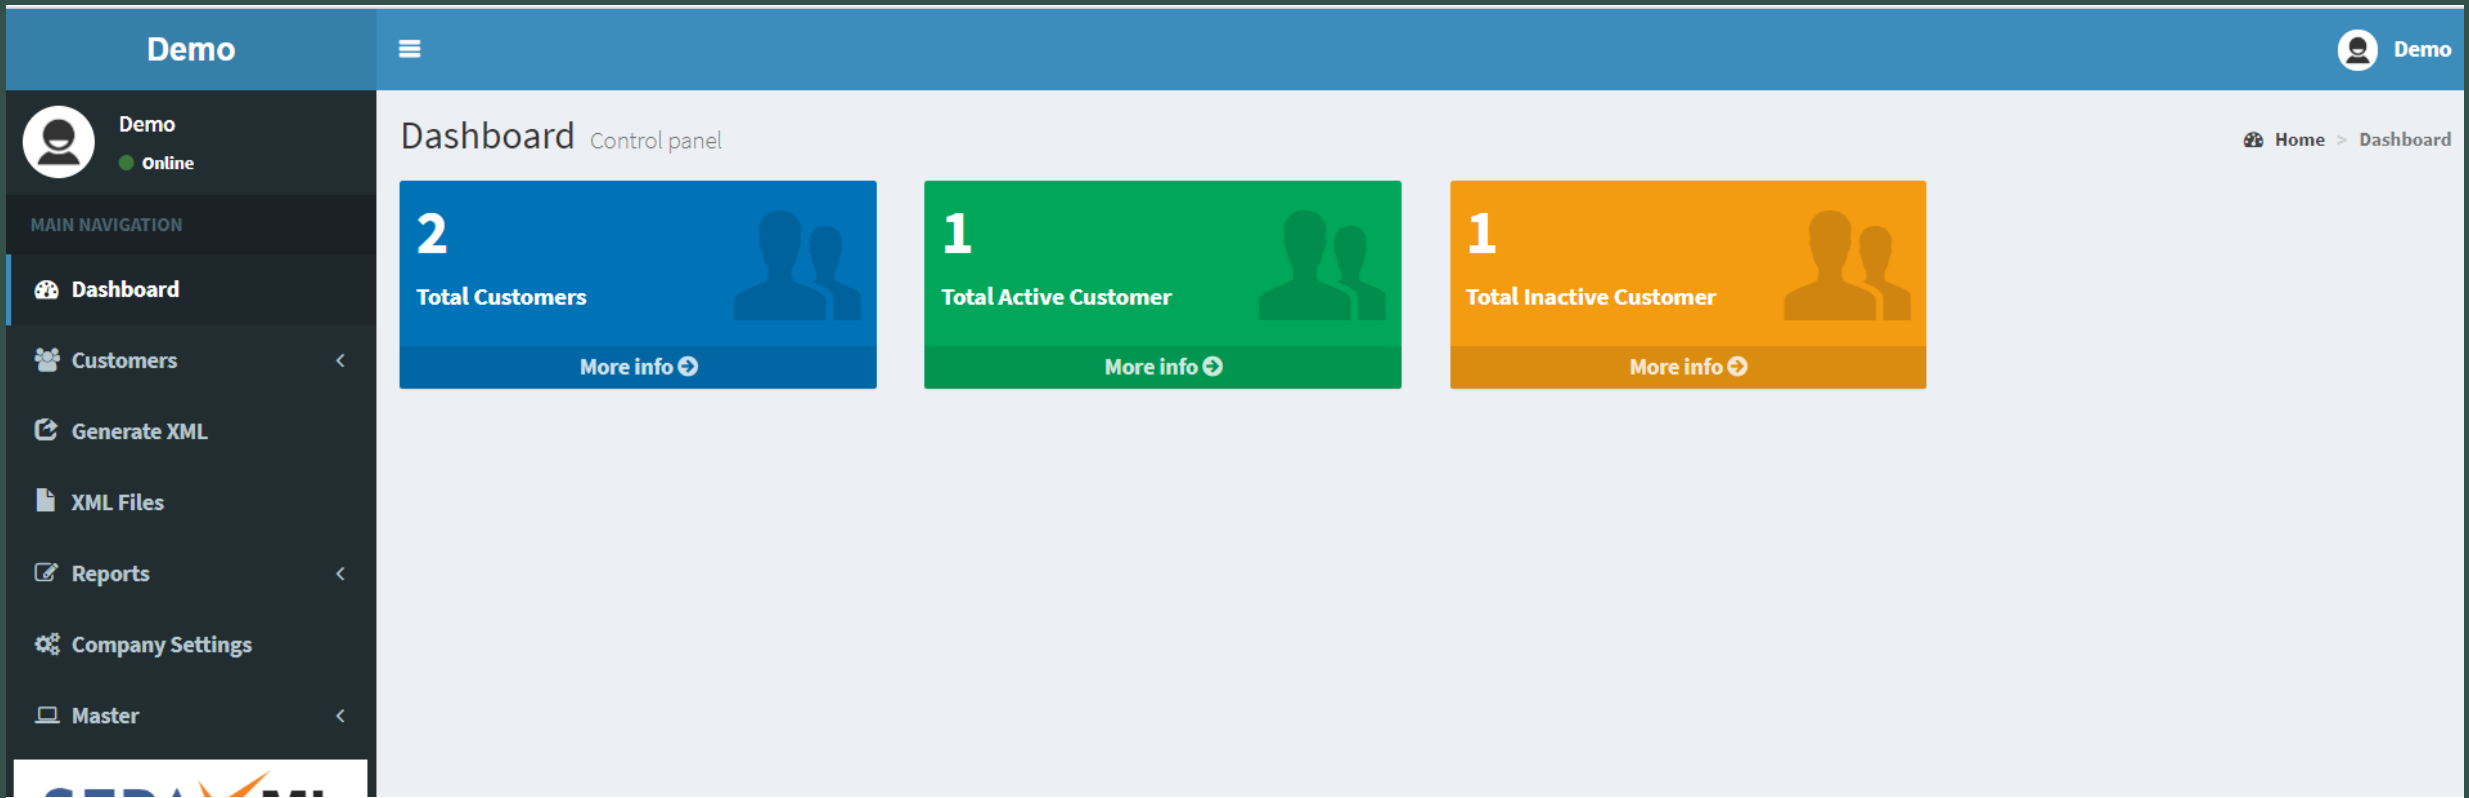 Demo
Demo
Demo
Online
MAIN NAVIGATION
Dashboard
Customers
Generate XML
XML Files
Reports
Company Settings
Master
Dashboard Control panel
Home > Dashboard
2
Total Customers
More info
1
Total Active Customer
More info
1
Total Inactive Customer
More info